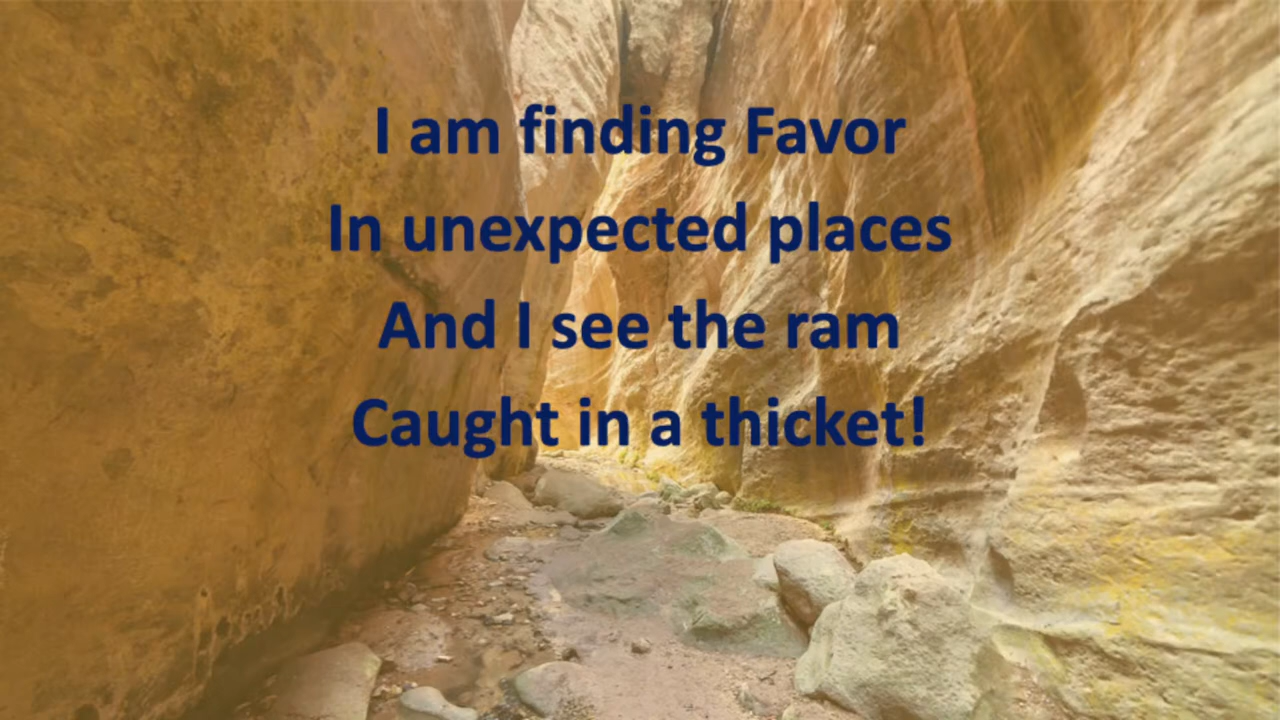 I am finding Favor
In unexpected places
And I see the ram
Caught in a thicket!